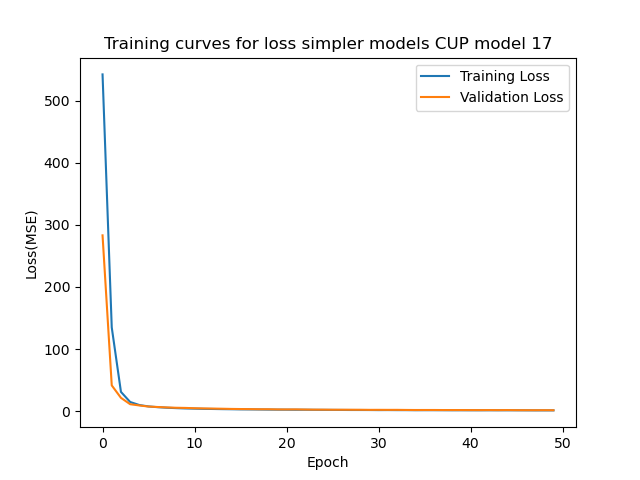 Training curves for loss simpler models CUP model 17
Training Loss
Validation Loss
500
400
300
200
100
0
Loss(MSE)
0 10 20 30 40 50
Epoch